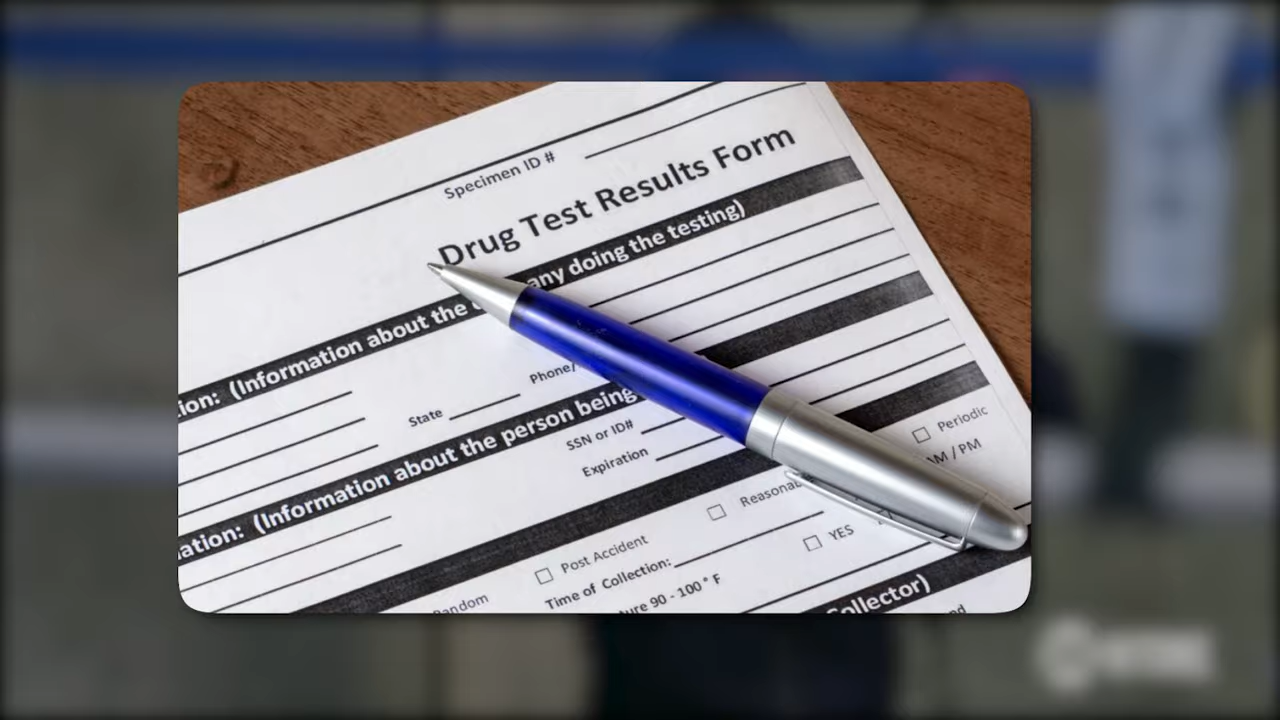 Specimen ID #
Drug Test Results Form
ion: (Information about the any doing the testing)
State
Phone/
ation: (Information about the person being
SSN or ID#
Expiration
Periodic
AM / PM
Reasonab
YES
Post Accident
Time of Collection:
Random
ture 90 - 100 ° F
Collector)